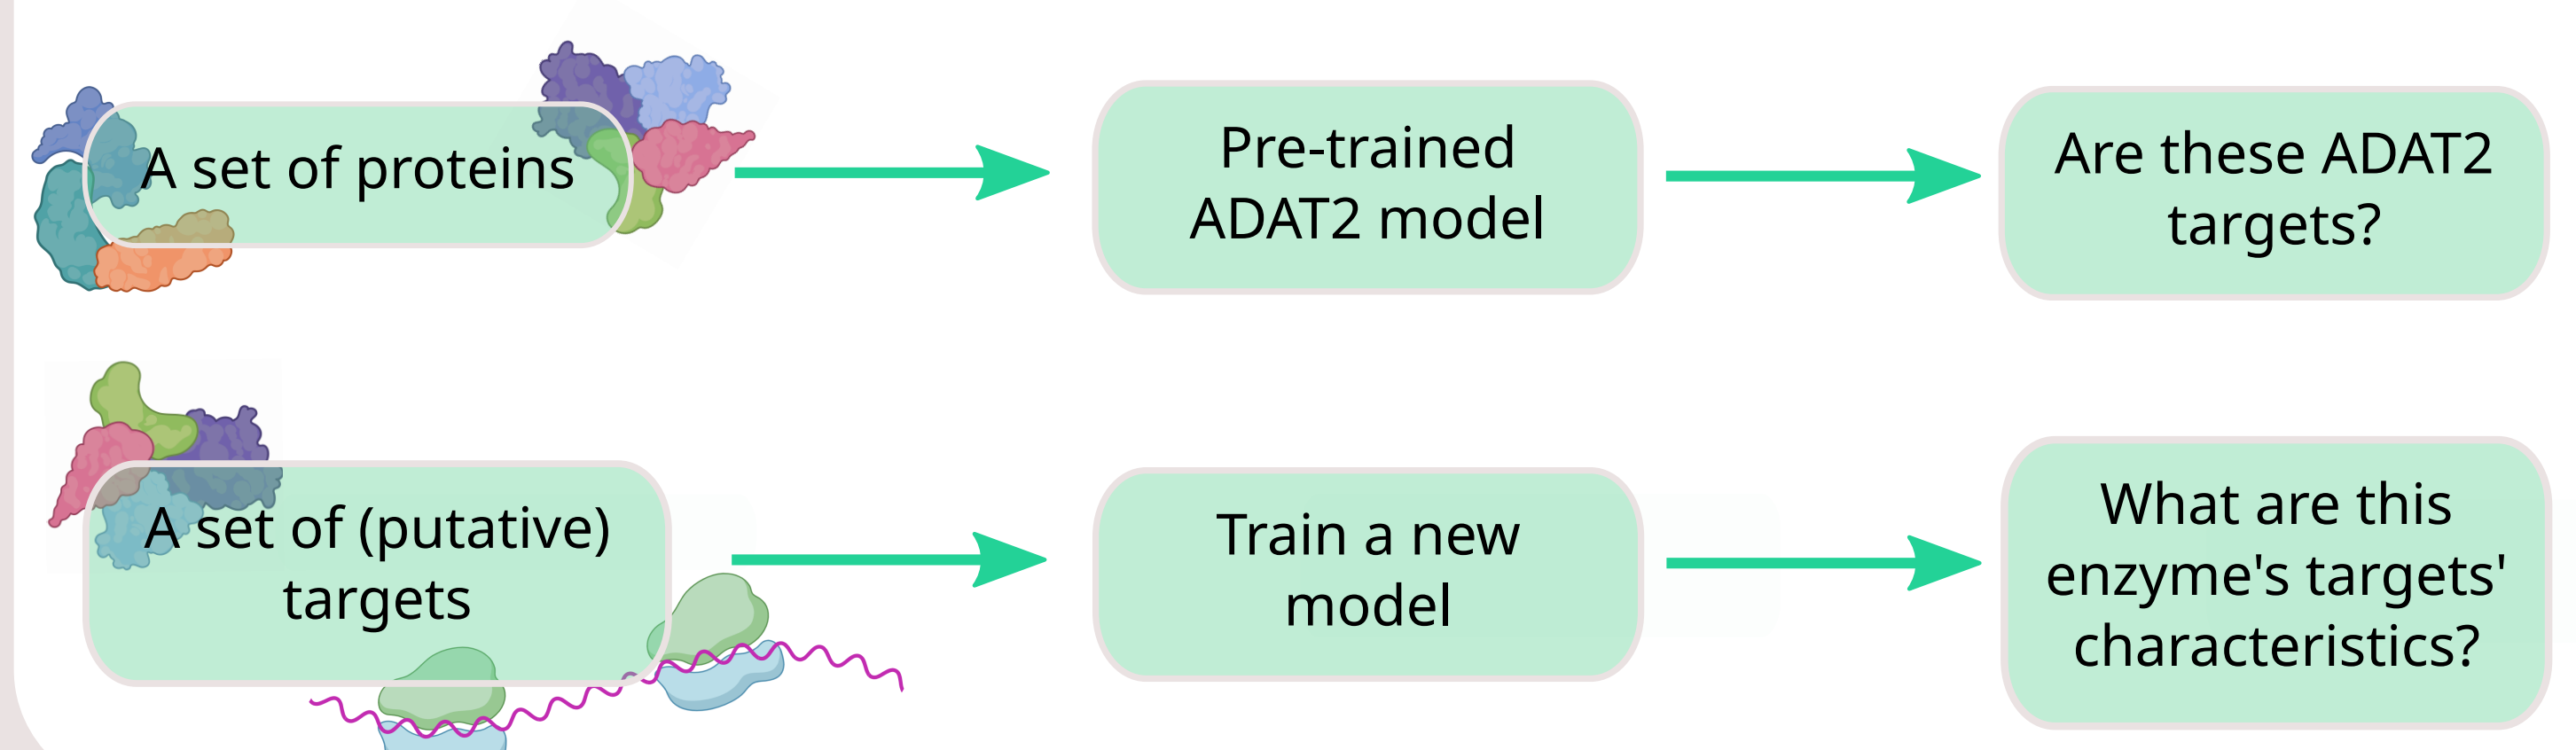 A set of proteins
Pre-trained
ADAT2 model
Are these ADAT2
targets?
A set of (putative)
targets
Train a new
model
What are this
enzyme's targets'
characteristics?